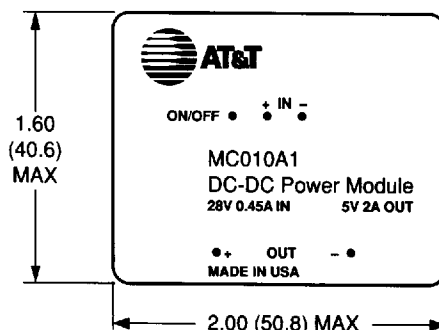 AT&T
+ IN –
ON/OFF
1.60
(40.6)
MAX
MC010A1
DC-DC Power Module
28V 0.45A IN 5V 2A OUT
+ OUT –
MADE IN USA
2.00 (50.8) MAX